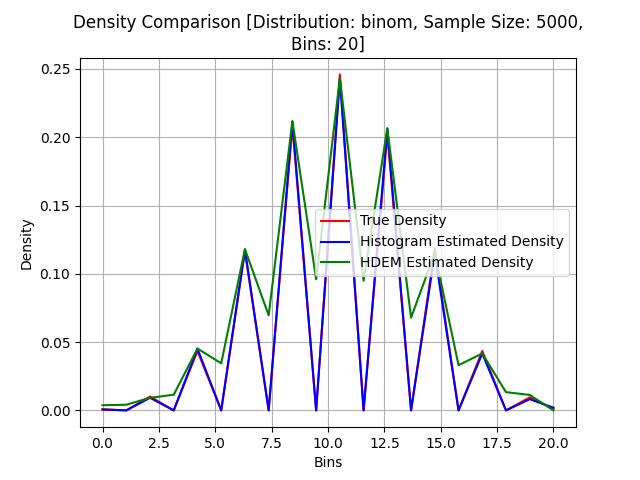 Density Comparison [Distribution: binom, Sample Size: 5000,
Bins: 20]
Density
0.25
0.20
0.15
0.10
0.05
0.00
True Density
Histogram Estimated Density
HDEM Estimated Density
0.0 2.5 5.0 7.5 10.0 12.5 15.0 17.5 20.0
Bins